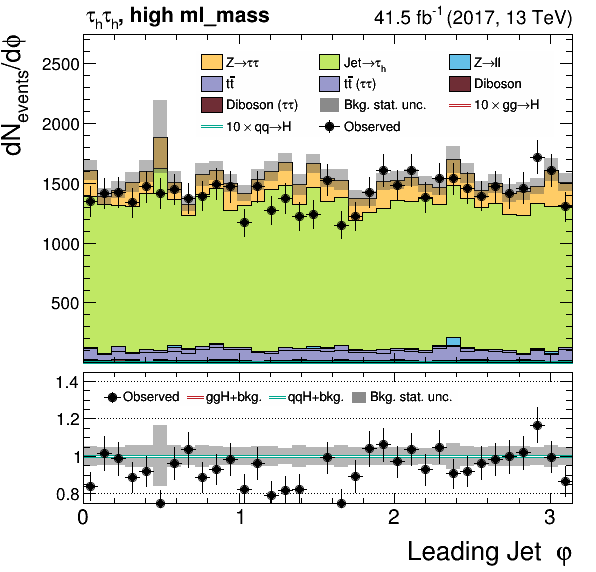 τhτh, high ml_mass 41.5 fb-1 (2017, 13 TeV)
dNevents/dϕ
Z→ττ Jet→τh Z→ll
tt̄ tt̄ (ττ) Diboson
Diboson (ττ) Bkg. stat. unc. 10 × gg→H
10 × qq→H Observed
2500
2000
1500
1000
500
1.4
Observed ggH+bkg. qqH+bkg. Bkg. stat. unc.
1.2
1
0.8
0 1 2 3
Leading Jet φ